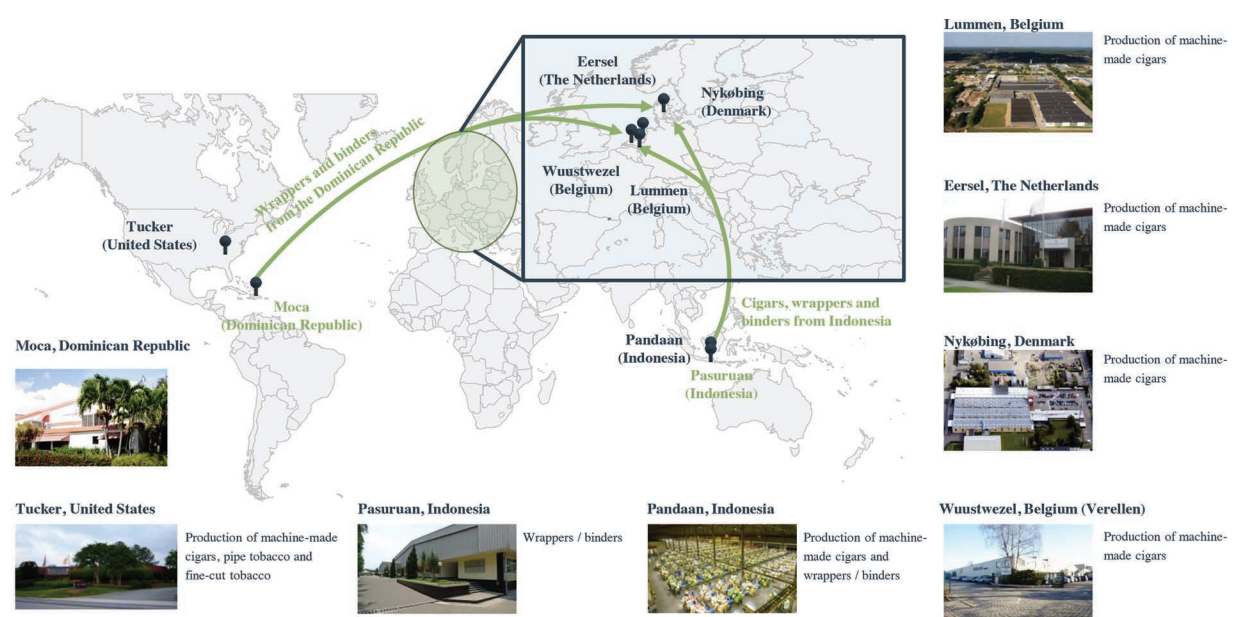 Eersel
(The Netherlands)
Nykøbing
(Denmark)
Wuustwezel
(Belgium)
Lummen
(Belgium)
Wrappers and binders
from the Dominican Republic
Tucker
(United States)
Moca
(Dominican Republic)
Cigars, wrappers and
binders from Indonesia
Pandaan
(Indonesia)
Pasuruan
(Indonesia)
Lummen, Belgium
Production of machine-
made cigars
Eersel, The Netherlands
Production of machine-
made cigars
Nykøbing, Denmark
Production of machine-
made cigars
Moca, Dominican Republic
Tucker, United States
Production of machine-made
cigars, pipe tobacco and
fine-cut tobacco
Pasuruan, Indonesia
Wrappers / binders
Pandaan, Indonesia
Production of machine-
made cigars and
wrappers / binders
Wuustwezel, Belgium (Verellen)
Production of machine-
made cigars